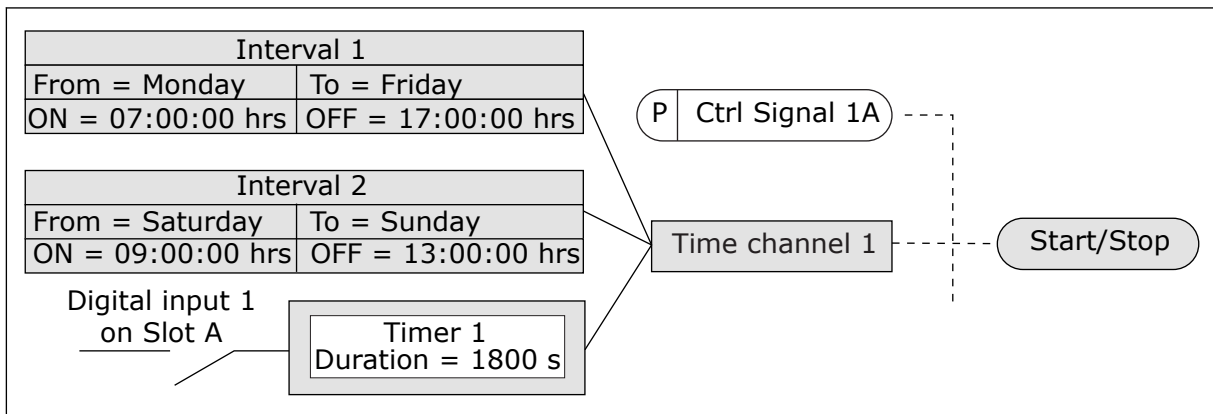 Interval 1
From = Monday To = Friday
ON = 07:00:00 hrs OFF = 17:00:00 hrs
P Ctrl Signal 1A
Interval 2
From = Saturday To = Sunday
ON = 09:00:00 hrs OFF = 13:00:00 hrs
Time channel 1
Start/Stop
Digital input 1
on Slot A
Timer 1
Duration = 1800 s